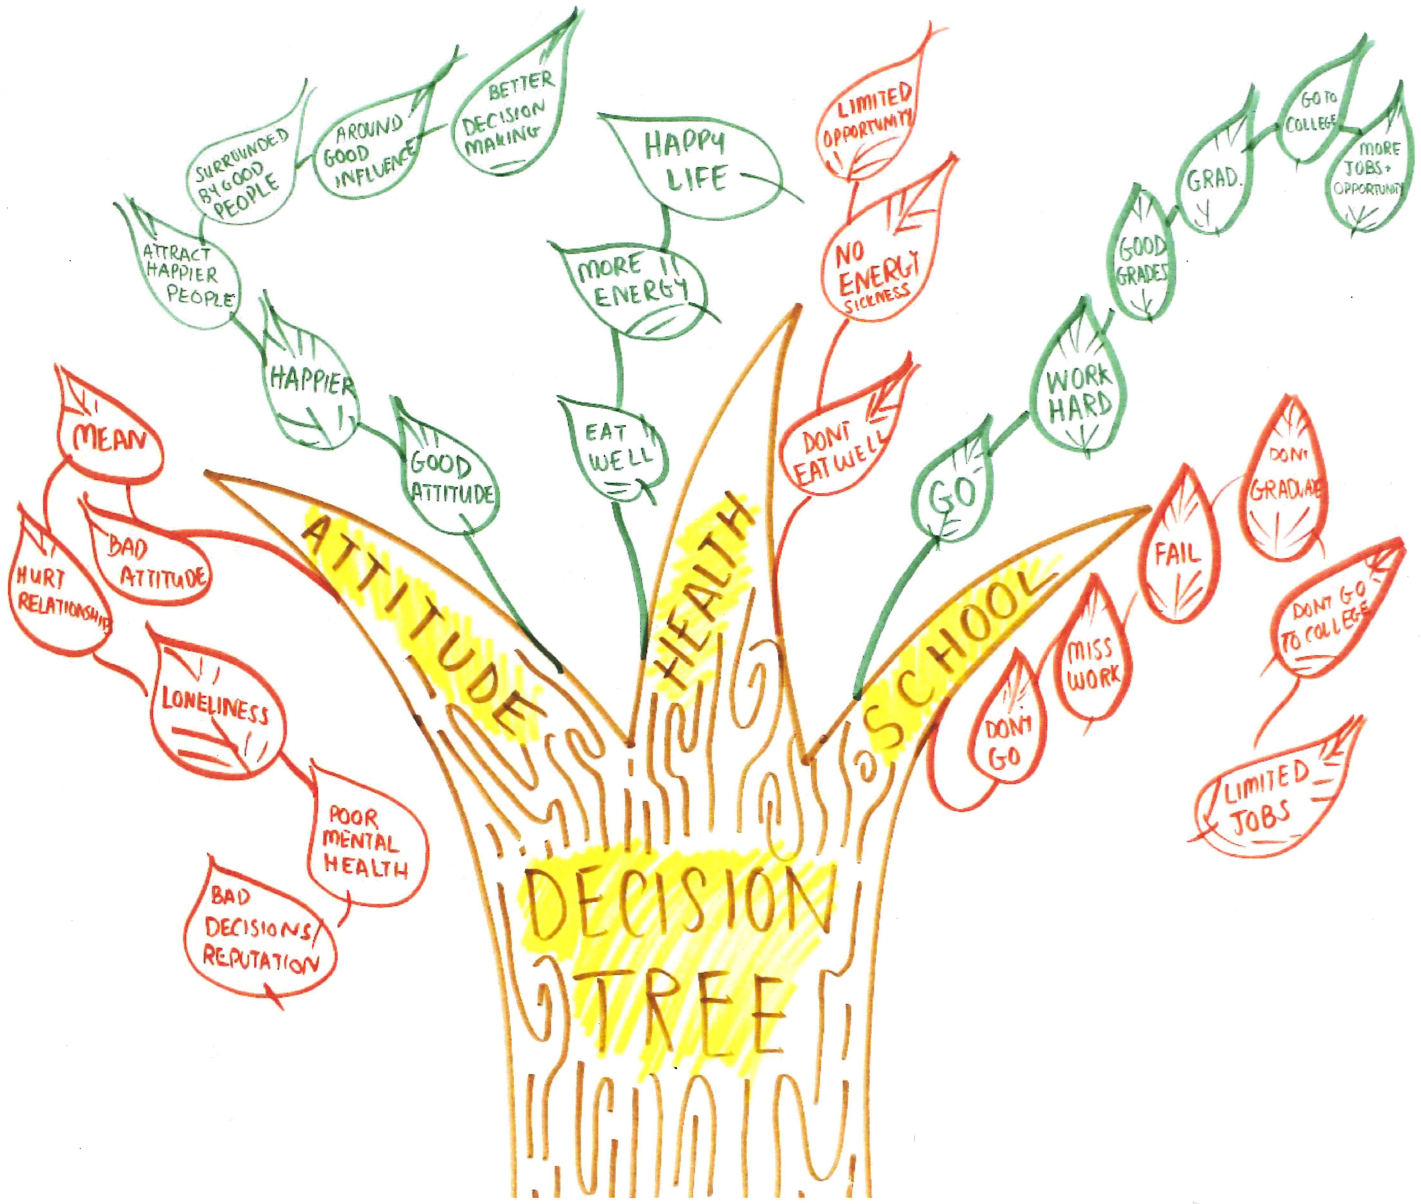 BETTER
DECISION
MAKING
AROUND
GOOD
INFLUENCE
SURROUNDED
BY GOOD
PEOPLE
ATTRACT
HAPPIER
PEOPLE
HAPPIER
GOOD
ATTITUDE
MEAN
BAD
ATTITUDE
HURT
RELATIONSHIP
LONELINESS
POOR
MENTAL
HEALTH
BAD
DECISIONS/
REPUTATION
ATTITUDE
HAPPY
LIFE
MORE
ENERGY
EAT
WELL
LIMITED
OPPORTUNITY
NO
ENERGY
SICKNESS
DONT
EAT WELL
HEALTH
GO TO
COLLEGE
MORE
JOBS +
OPPORTUNITY
GRAD.
GOOD
GRADES
WORK
HARD
GO
DONT
GRADUATE
FAIL
MISS
WORK
DON'T
GO
DONT GO
TO COLLEGE
LIMITED
JOBS
SCHOOL
DECISION
TREE